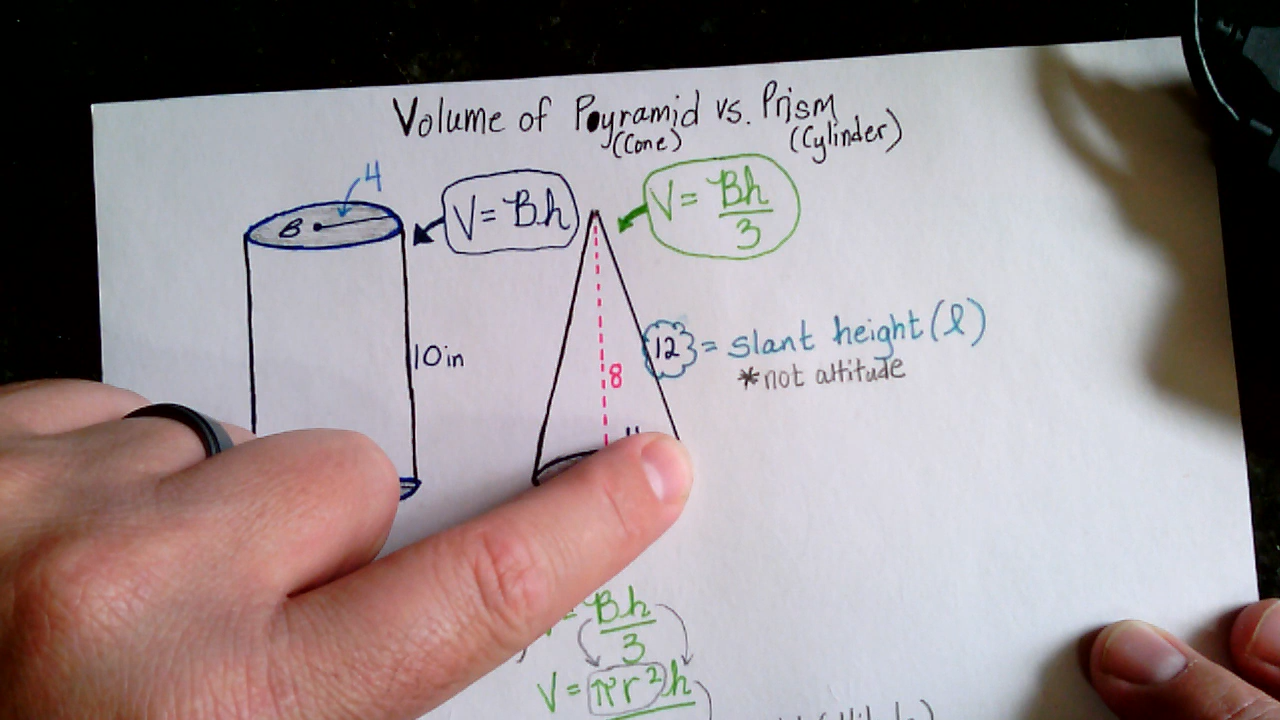 Volume of Poyramid vs. Prism
(Cone) (Cylinder)
4
B
V = Bh
V = Bh/3
10in
12 = slant height (l)
*not altitude
8
Bh/3
V = πr²h